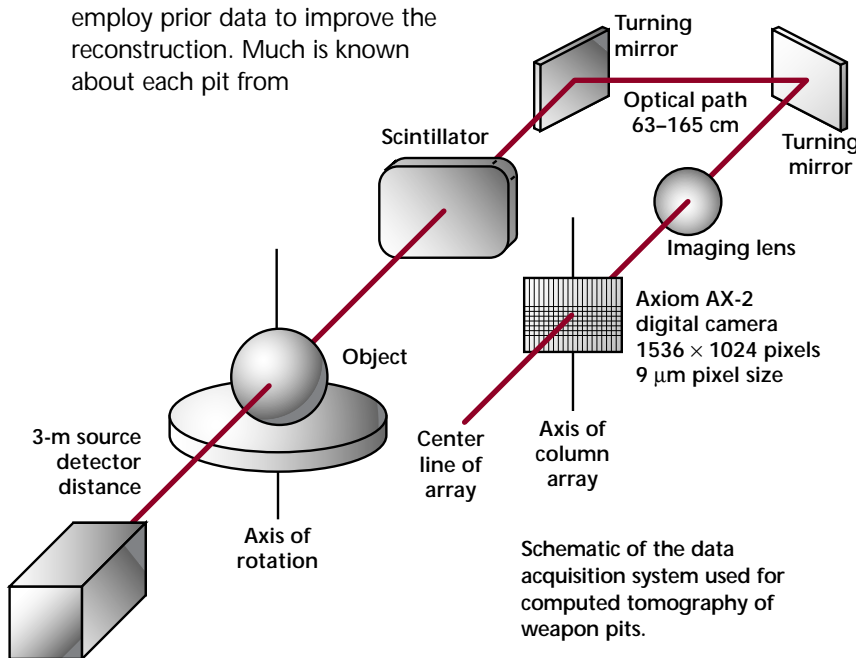 employ prior data to improve the
reconstruction. Much is known
about each pit from
Turning
mirror
Optical path
63–165 cm
Turning
mirror
Scintillator
Imaging lens
Axiom AX-2
digital camera
1536 × 1024 pixels
9 μm pixel size
Object
3-m source
detector
distance
Center
line of
array
Axis of
column
array
Axis of
rotation
Schematic of the data
acquisition system used for
computed tomography of
weapon pits.